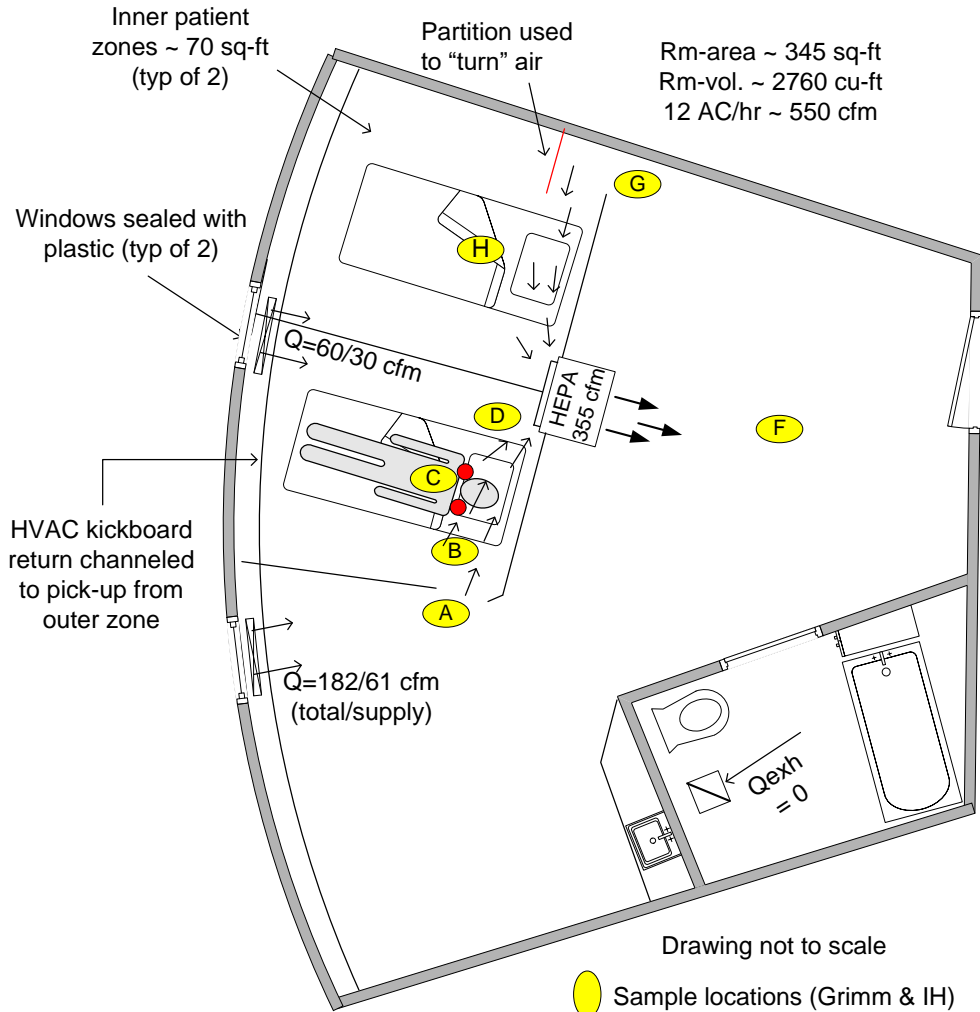 Inner patient
zones ~ 70 sq-ft
(typ of 2)
Partition used
to “turn” air
Rm-area ~ 345 sq-ft
Rm-vol. ~ 2760 cu-ft
12 AC/hr ~ 550 cfm
G
Windows sealed with
plastic (typ of 2)
H
Q=60/30 cfm
HEPA
355 cfm
D
F
C
HVAC kickboard
return channeled
to pick-up from
outer zone
B
A
Q=182/61 cfm
(total/supply)
Qexh
= 0
Drawing not to scale
Sample locations (Grimm & IH)